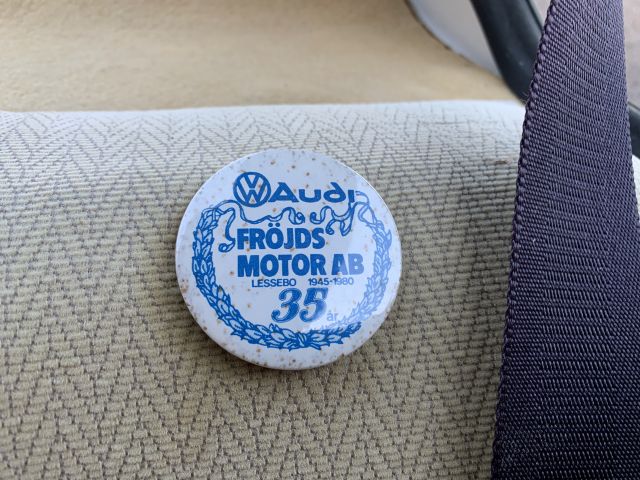 VW Audi
FRÖJDS
MOTOR AB
LESSEBO 1945-1980
35 år